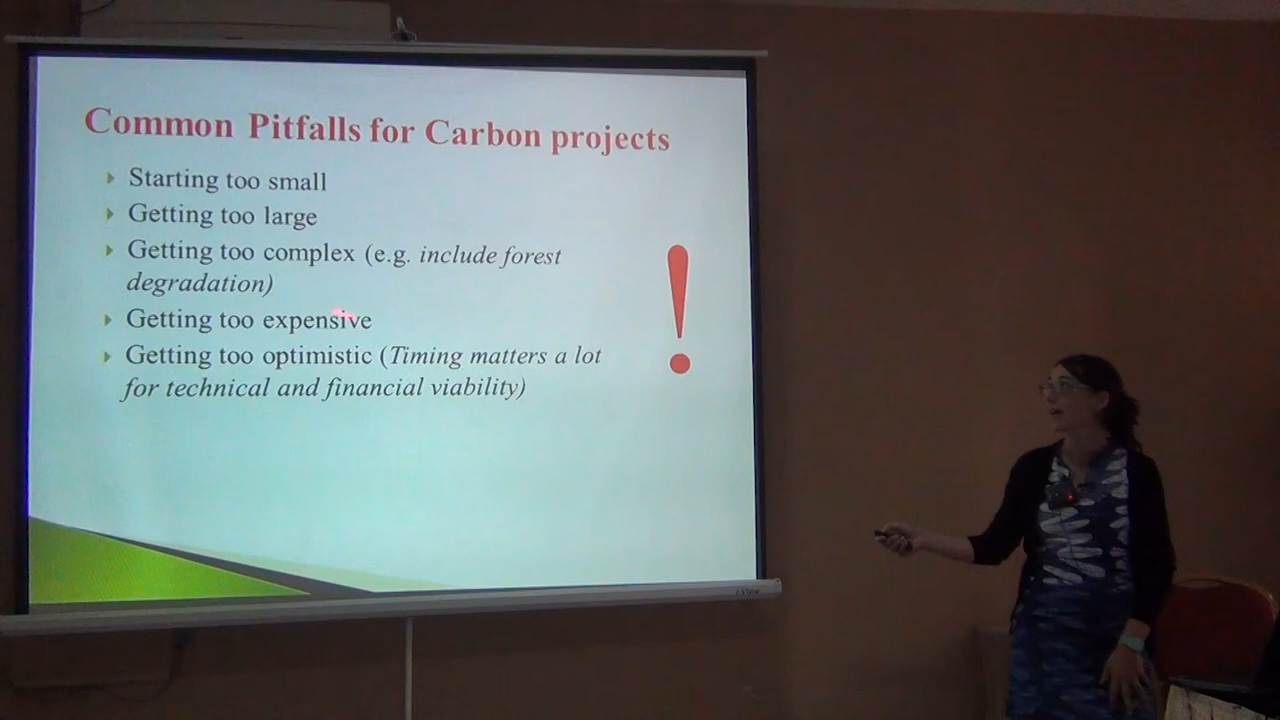 Common Pitfalls for Carbon projects
Starting too small
Getting too large
Getting too complex (e.g. include forest
degradation)
Getting too expensive
Getting too optimistic (Timing matters a lot
for technical and financial viability)
!